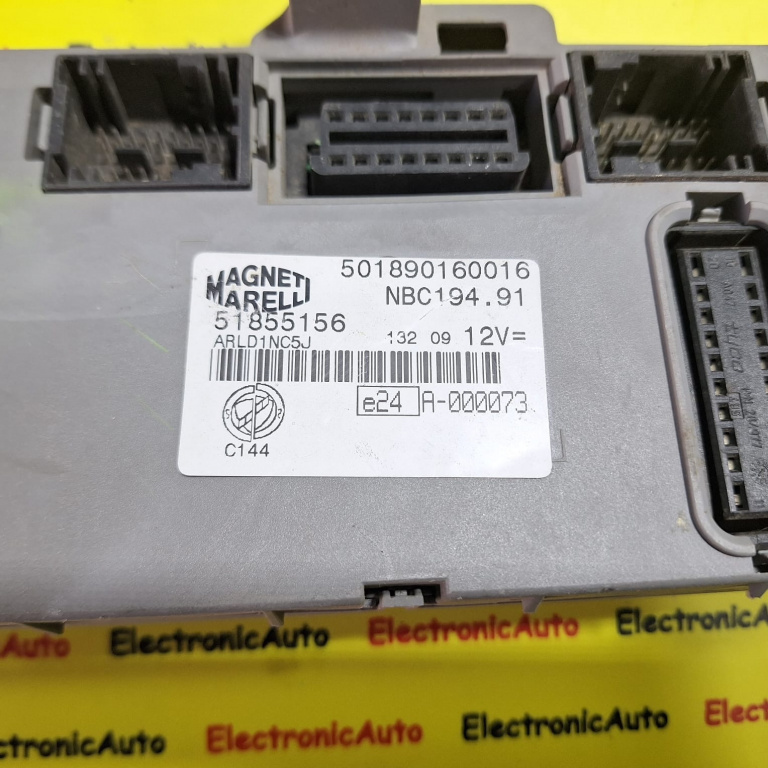 MAGNETI
MARELLI
501890160016
NBC194.91
51855156
ARLD1NC5J
132 09 12V=
e24 A-000073
S P
C144
ElectronicAuto
ElectronicAuto
ElectronicAuto
ElectronicAuto
ElectronicAuto
ElectronicAuto
ElectronicAuto